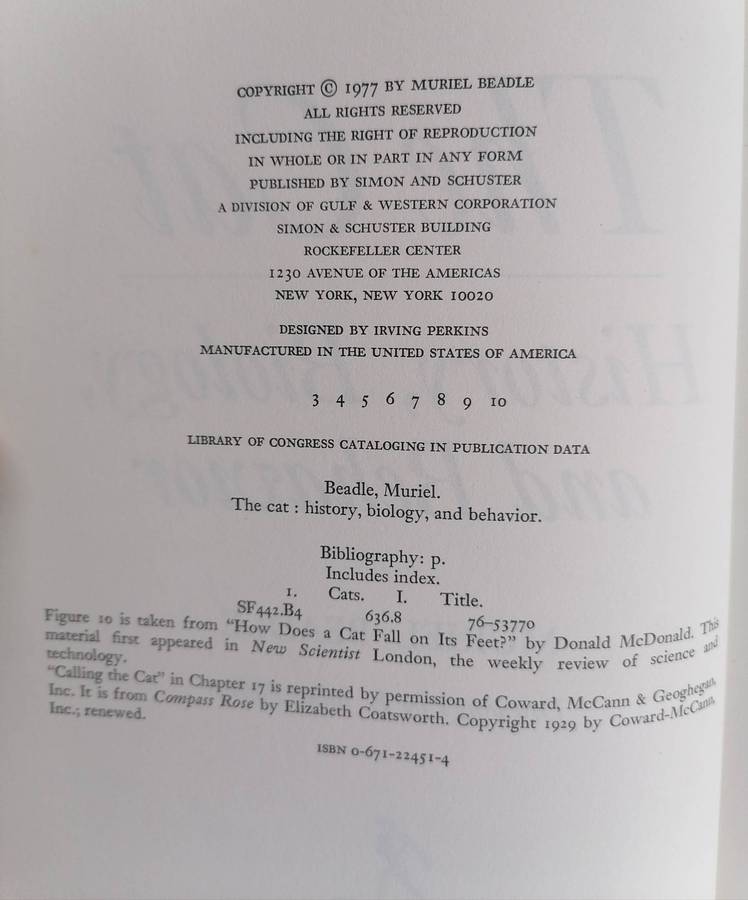 COPYRIGHT © 1977 BY MURIEL BEADLE
ALL RIGHTS RESERVED
INCLUDING THE RIGHT OF REPRODUCTION
IN WHOLE OR IN PART IN ANY FORM
PUBLISHED BY SIMON AND SCHUSTER
A DIVISION OF GULF & WESTERN CORPORATION
SIMON & SCHUSTER BUILDING
ROCKEFELLER CENTER
1230 AVENUE OF THE AMERICAS
NEW YORK, NEW YORK 10020
DESIGNED BY IRVING PERKINS
MANUFACTURED IN THE UNITED STATES OF AMERICA
3 4 5 6 7 8 9 10
LIBRARY OF CONGRESS CATALOGING IN PUBLICATION DATA
Beadle, Muriel.
The cat : history, biology, and behavior.
Bibliography: p.
Includes index.
1. Cats. I. Title.
SF442.B4 636.8 76-53770
Figure 10 is taken from “How Does a Cat Fall on Its Feet?” by Donald McDonald. This
material first appeared in New Scientist London, the weekly review of science and
technology.
“Calling the Cat” in Chapter 17 is reprinted by permission of Coward, McCann & Geoghegan,
Inc. It is from Compass Rose by Elizabeth Coatsworth. Copyright 1929 by Coward-McCann,
Inc.; renewed.
ISBN 0-671-22451-4